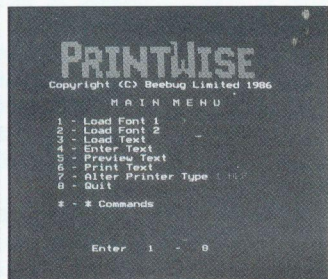 PRINTWISE
Copyright (C) Beebug Limited 1986
MAIN MENU
1 - Load Font 1
2 - Load Font 2
3 - Load Text
4 - Enter Text
5 - Preview Text
6 - Print Text
7 - Alter Printer Type
8 - Quit
* - * Commands
Enter 1 - 8